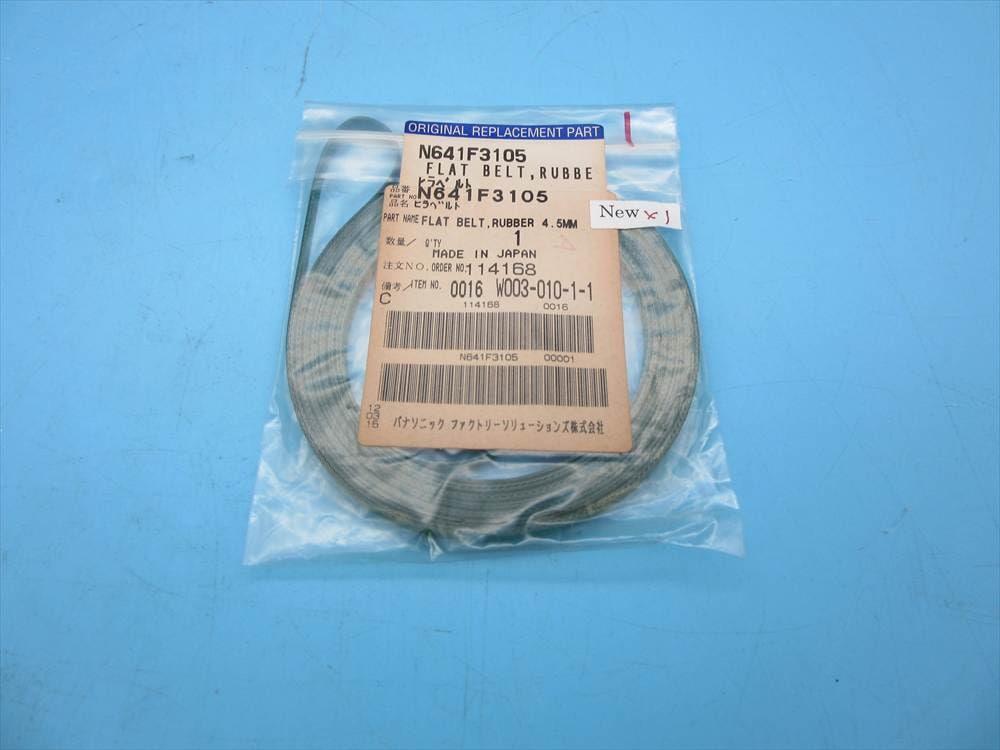 ORIGINAL REPLACEMENT PART
N641F3105
FLAT BELT,RUBBE
ヒラベルト
品番
PART NO. N641F3105
品名 ヒラベルト
New ×1
PART NAME FLAT BELT,RUBBER 4.5MM
数量/ Q'TY 1
MADE IN JAPAN
注文NO. ORDER NO. 114168
備考/ITEM NO. 0016 W003-010-1-1
C
114168 0016
N641F3105 00001
パナソニック ファクトリーソリューションズ株式会社
1